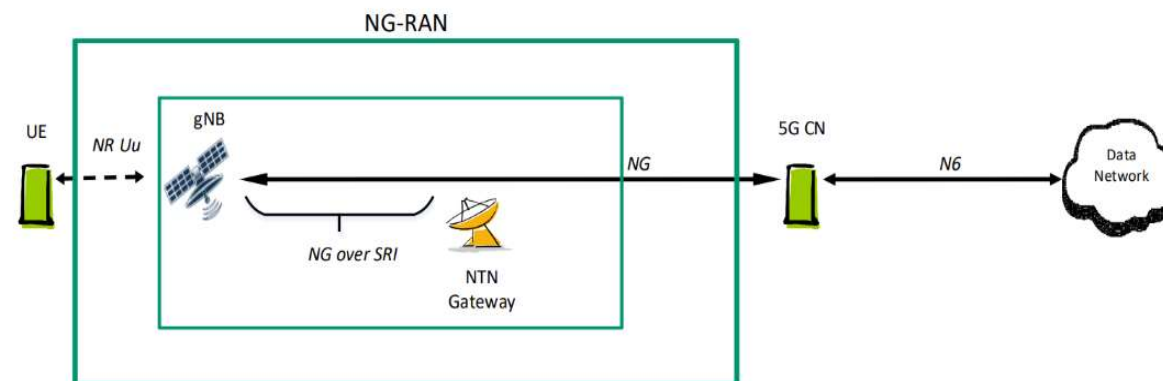 NG-RAN
gNB
UE
NR Uu
NG
5G CN
N6
Data
Network
NG over SRI
NTN
Gateway